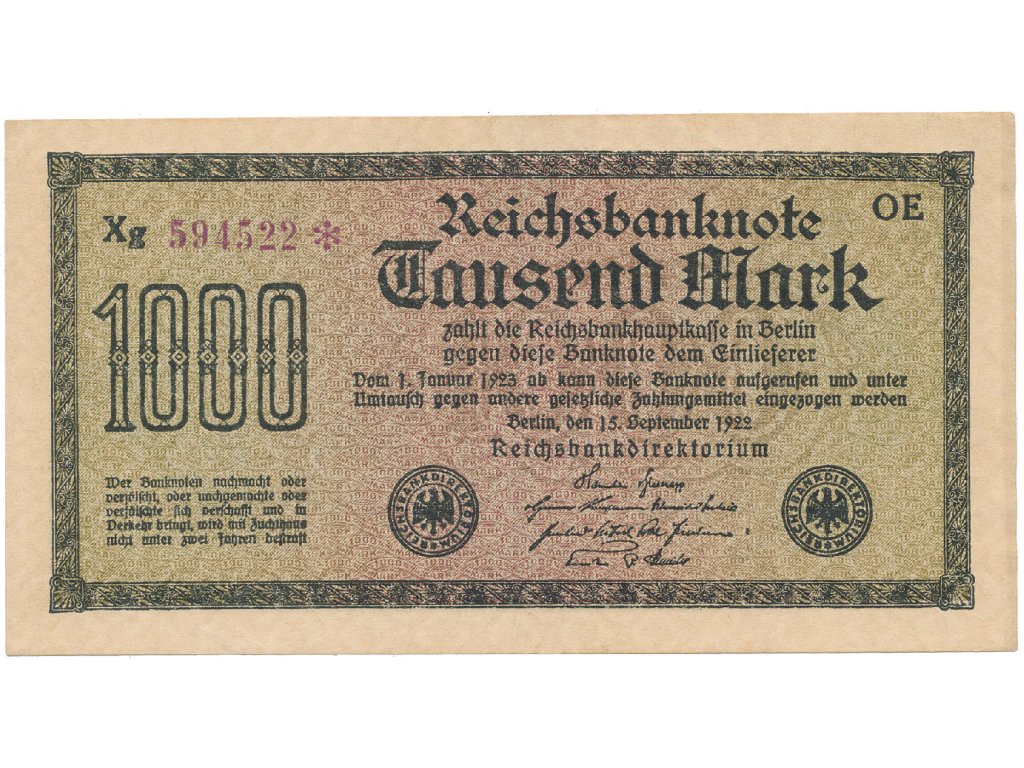 Xg 594522 *
Reichsbanknote
OE
Tausend Mark
1000
zahlt die Reichsbankhauptkasse in Berlin
gegen diese Banknote dem Einlieferer
Vom 1. Januar 1923 ab kann diese Banknote aufgerufen und unter
Umtausch gegen andere gesetzliche Zahlungsmittel eingezogen werden
Berlin, den 15. September 1922
Reichsbankdirektorium
Wer Banknoten nachmacht oder
verfälscht, oder nachgemachte oder
verfälschte sich verschafft und in
Verkehr bringt, wird mit Zuchthaus
nicht unter zwei Jahren bestraft
REICHSBANKDIREKTORIUM
REICHSBANKDIREKTORIUM